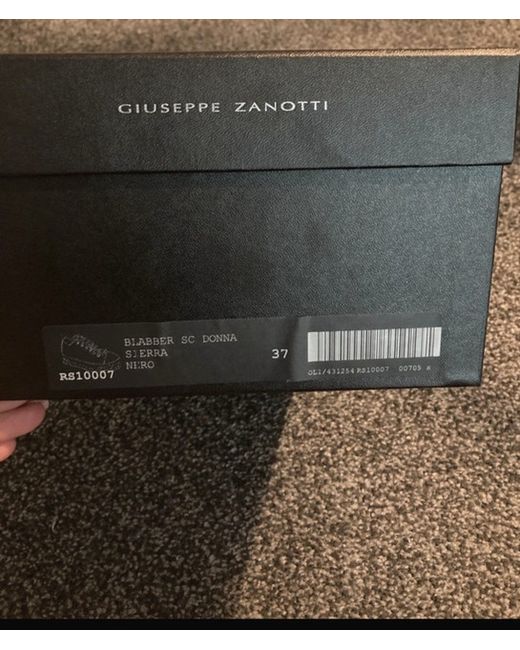 GIUSEPPE ZANOTTI
BLABBER SC DONNA
SIERRA
NERO
37
RS10007
OL1/431254 RS10007 00705 K